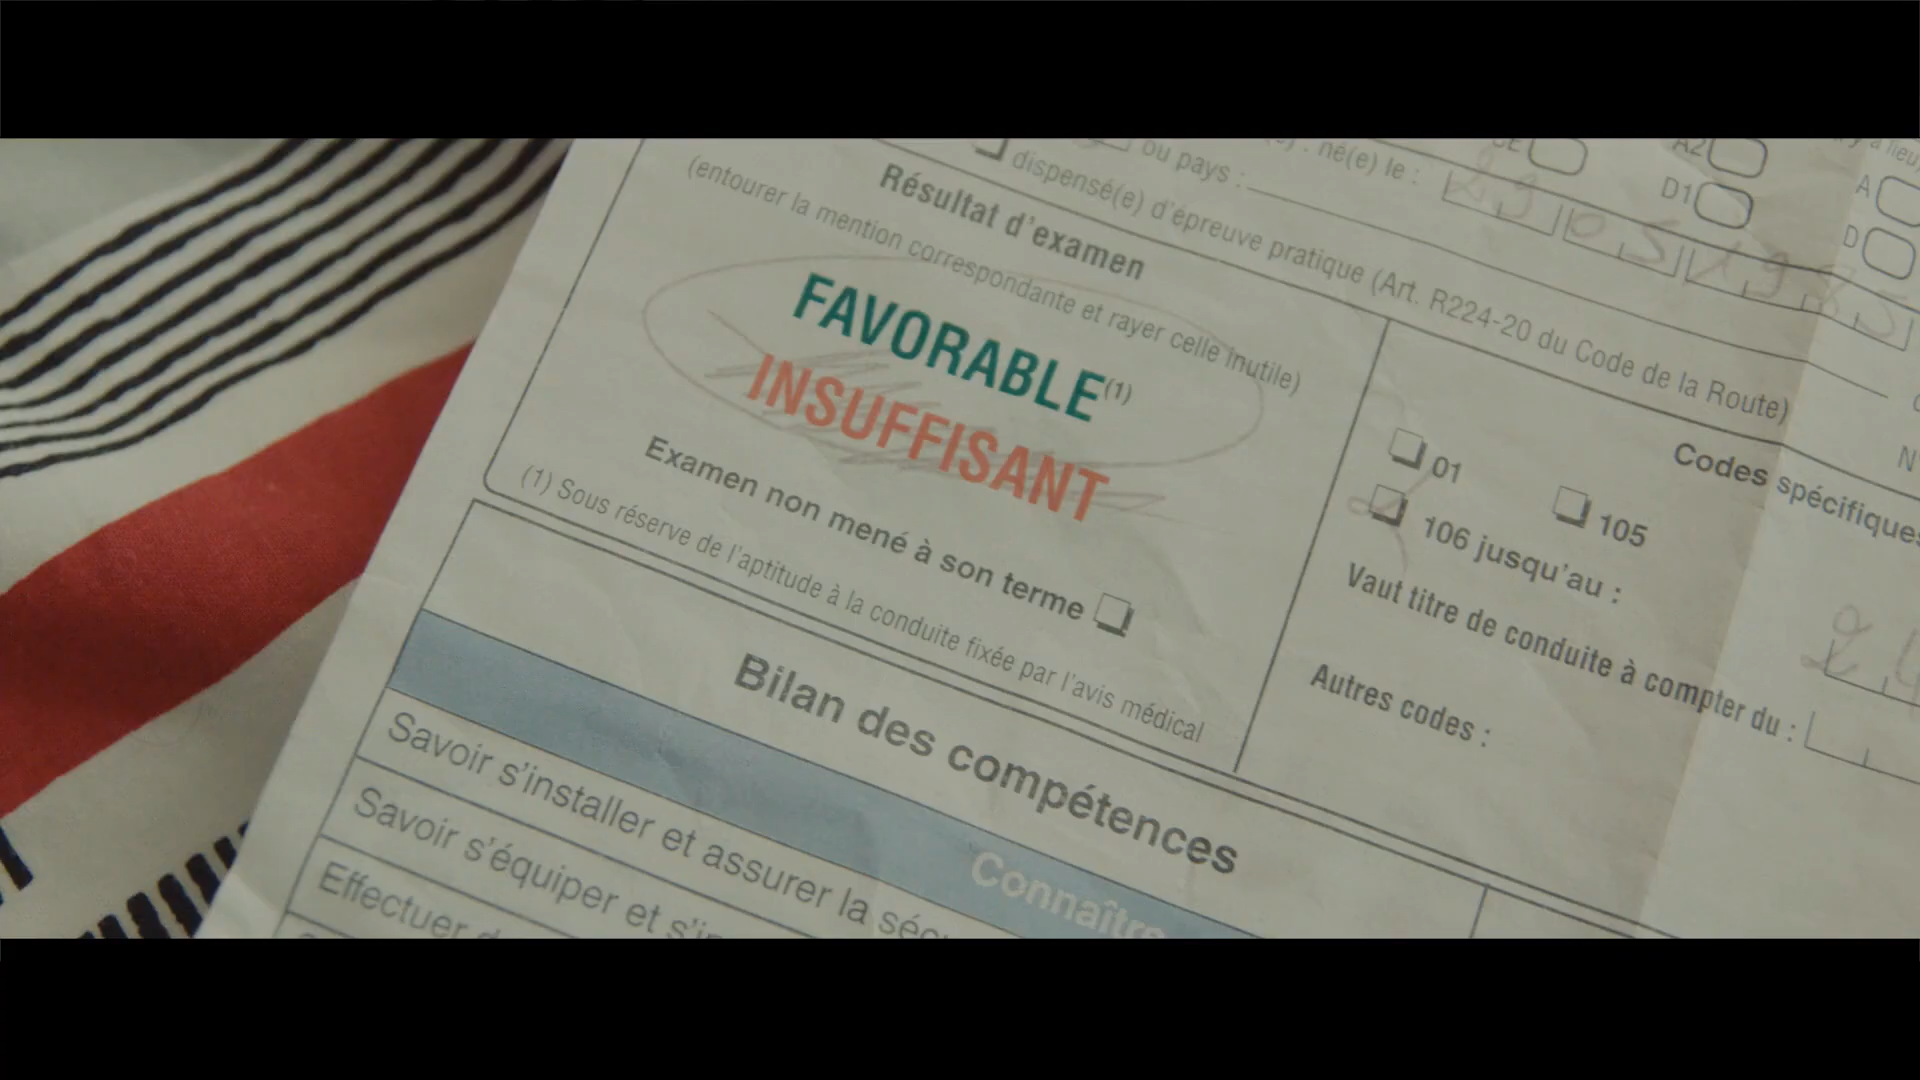 ou pays :
né(e) le :
A2
D1
A
D
dispensé(e) d'épreuve pratique (Art. R224-20 du Code de la Route)
Résultat d'examen
(entourer la mention correspondante et rayer celle inutile)
FAVORABLE(1)
INSUFFISANT
Examen non mené à son terme
(1) Sous réserve de l'aptitude à la conduite fixée par l'avis médical
Codes spécifiques
01
105
106 jusqu'au :
Vaut titre de conduite à compter du :
Autres codes :
Bilan des compétences
Connaître
Savoir s'installer et assurer la
Savoir s'équiper et
Effectuer